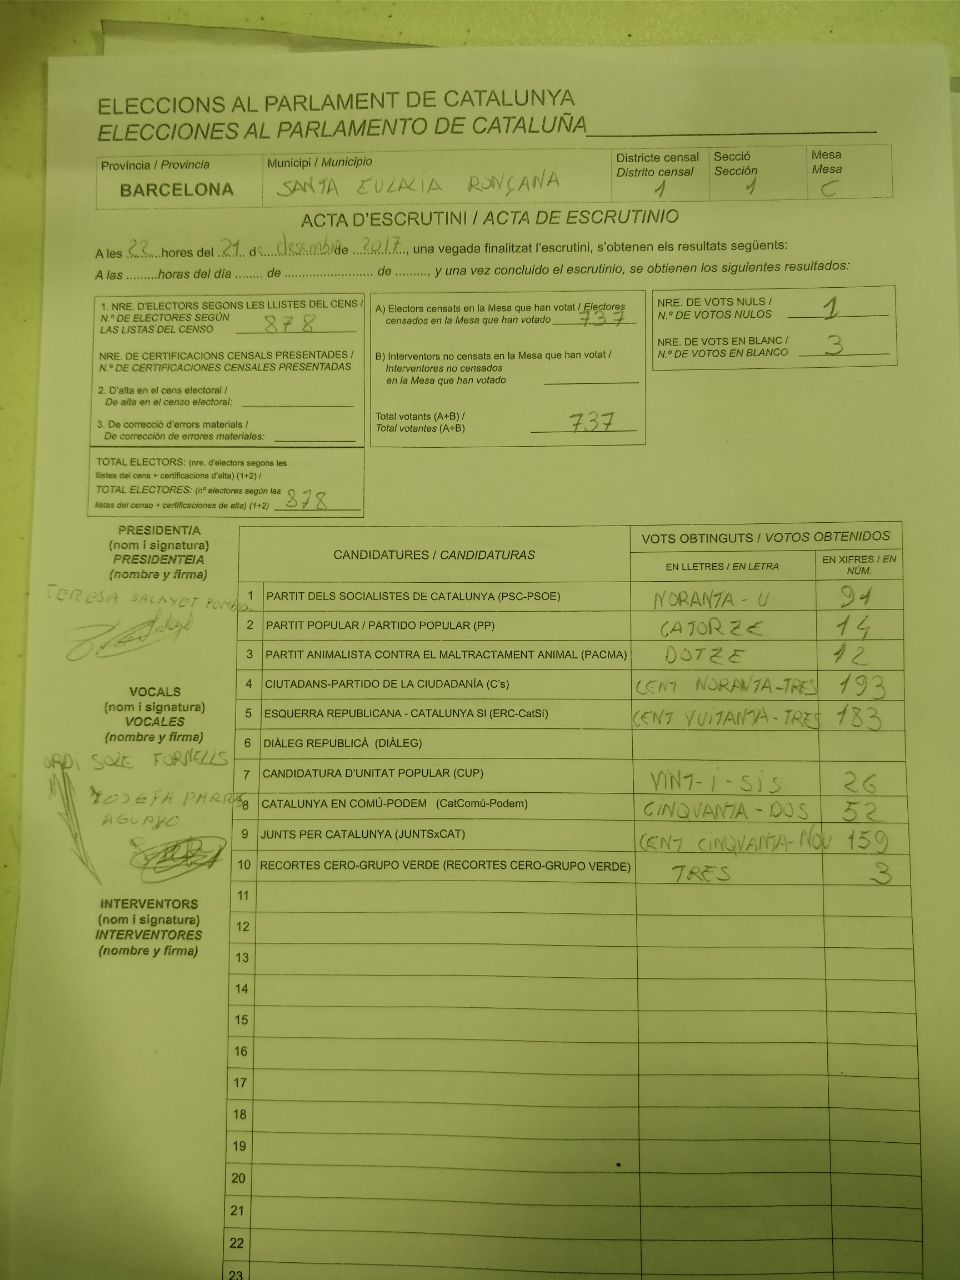 ELECCIONS AL PARLAMENT DE CATALUNYA
ELECCIONES AL PARLAMENTO DE CATALUÑA
Provincia / Provincia
BARCELONA
Municipi / Município
SANTA EULALIA RONÇANA
Districte censal
Distrito censal
1
Secció
Sección
1
Mesa
Mesa
C
ACTA D'ESCRUTINI / ACTA DE ESCRUTINIO
A les 22 hores del 21 d. desembre de 2017, una vegada finalitzat l'escrutini, s'obtenen els resultats següents:
A las .........horas del día ........ de ......................... de ........., y una vez concluido el escrutinio, se obtienen los siguientes resultados:
1. NRE. D'ELECTORS SEGONS LES LLISTES DEL CENS /
N.º DE ELECTORES SEGÚN
LAS LISTAS DEL CENSO 878
NRE. DE CERTIFICACIONS CENSALS PRESENTADES /
N.º DE CERTIFICACIONES CENSALES PRESENTADAS
2. D'alta en el cens electoral /
De alta en el censo electoral:
3. De correcció d'errors materials /
De corrección de errores materiales:
TOTAL ELECTORS: (nre. d'electors segons les
llistes del cens + certificacions d'alta) (1+2) /
TOTAL ELECTORES: (nº electores según las
listas del censo + certificaciones de alta) (1+2) 878
A) Electors censats en la Mesa que han votat / Electores
censados en la Mesa que han votado 737
B) Interventors no censats en la Mesa que han votat /
Interventores no censados
en la Mesa que han votado
Total votants (A+B) /
Total votantes (A+B) 737
NRE. DE VOTS NULS /
N.º DE VOTOS NULOS 1
NRE. DE VOTS EN BLANC /
N.º DE VOTOS EN BLANCO 3
PRESIDENT/A
(nom i signatura)
PRESIDENTE/A
(nombre y firma)
TERESA SALAYET
VOCALS
(nom i signatura)
VOCALES
(nombre y firma)
ORDI SOLE FORNELLS
JOSEFA PARRA
AGUAYO
INTERVENTORS
(nom i signatura)
INTERVENTORES
(nombre y firma)
CANDIDATURES / CANDIDATURAS
VOTS OBTINGUTS / VOTOS OBTENIDOS
EN LLETRES / EN LETRA
EN XIFRES / EN
NÚM.
1 PARTIT DELS SOCIALISTES DE CATALUNYA (PSC-PSOE) NORANTA - U 91
2 PARTIT POPULAR / PARTIDO POPULAR (PP) CATORZE 14
3 PARTIT ANIMALISTA CONTRA EL MALTRACTAMENT ANIMAL (PACMA) DOTZE 12
4 CIUTADANS-PARTIDO DE LA CIUDADANÍA (C's) CENT NORANTA-TRES 193
5 ESQUERRA REPUBLICANA - CATALUNYA SI (ERC-CatSí) CENT VUITANTA - TRES 183
6 DIÀLEG REPUBLICÀ (DIÀLEG)
7 CANDIDATURA D'UNITAT POPULAR (CUP) VINT-i-SiS 26
8 CATALUNYA EN COMÚ-PODEM (CatComú-Podem) CINQVANTA - DOS 52
9 JUNTS PER CATALUNYA (JUNTSxCAT) CENT CINQVANTA-NOU 159
10 RECORTES CERO-GRUPO VERDE (RECORTES CERO-GRUPO VERDE) TRES 3
11
12
13
14
15
16
17
18
19
20
21
22
23